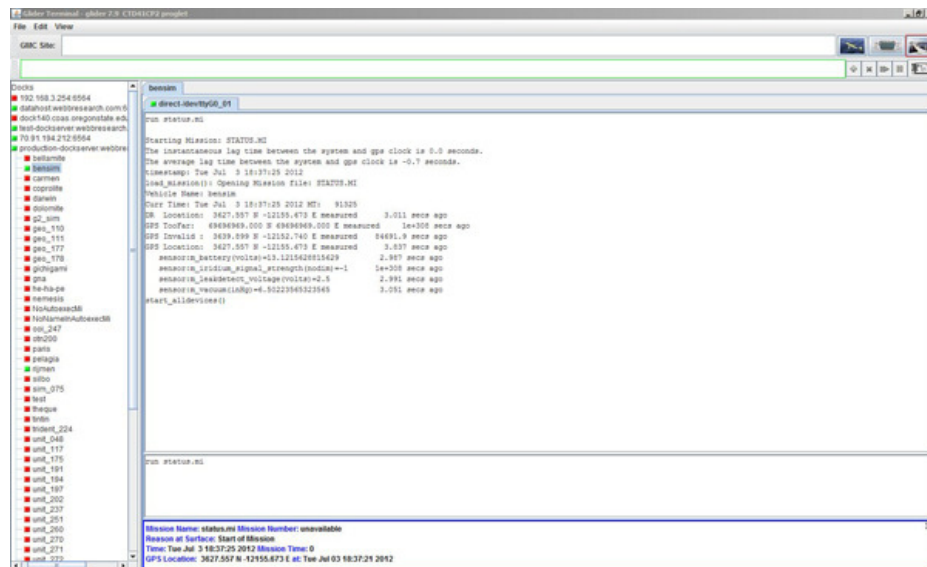 Glider Terminal - glider 7.9 CTD41CP2 proglet
File Edit View
GMC Site:
Docks
192.168.3.254:6564
datahost.webbresearch.com:6
dock140.coas.oregonstate.edu
test-dockserver.webbresearch.
70.91.194.212:6564
production-dockserver.webbre
bellamite
bensim
carmen
coprolite
darwin
dolomite
g2_sim
geo_110
geo_111
geo_177
geo_178
gichigami
gna
he-ha-pe
nemesis
NoAutoexecMi
NoNameInAutoexecMi
ooi_247
otn200
paris
pelagia
njmen
silbo
sim_075
test
theque
tintin
trident_224
unit_048
unit_117
unit_175
unit_191
unit_194
unit_197
unit_202
unit_237
unit_251
unit_260
unit_270
unit_271
unit_272
bensim
direct-/dev/ttyG0_01
run status.mi
Starting Mission: STATUS.MI
The instantaneous lag time between the system and gps clock is 0.0 seconds.
The average lag time between the system and gps clock is -0.7 seconds.
timestamp: Tue Jul 3 18:37:25 2012
load_mission(): Opening Mission file: STATUS.MI
Vehicle Name: bensim
Curr Time: Tue Jul 3 18:37:25 2012 MT: 91325
DR Location: 3627.557 N -12155.673 E measured 3.011 secs ago
GPS TooFar: 69696969.000 N 69696969.000 E measured 1e+308 secs ago
GPS Invalid : 3639.899 N -12152.740 E measured 84691.9 secs ago
GPS Location: 3627.557 N -12155.673 E measured 3.837 secs ago
sensor:m_battery(volts)=13.1215628815629 2.987 secs ago
sensor:m_iridium_signal_strength(nodim)=-1 1e+308 secs ago
sensor:m_leakdetect_voltage(volts)=2.5 2.991 secs ago
sensor:m_vacuum(inHg)=6.50223565323565 3.051 secs ago
start_alldevices()
run status.mi
Mission Name: status.mi Mission Number: unavailable
Reason at Surface: Start of Mission
Time: Tue Jul 3 18:37:25 2012 Mission Time: 0
GPS Location: 3627.557 N -12155.673 E at: Tue Jul 03 18:37:21 2012